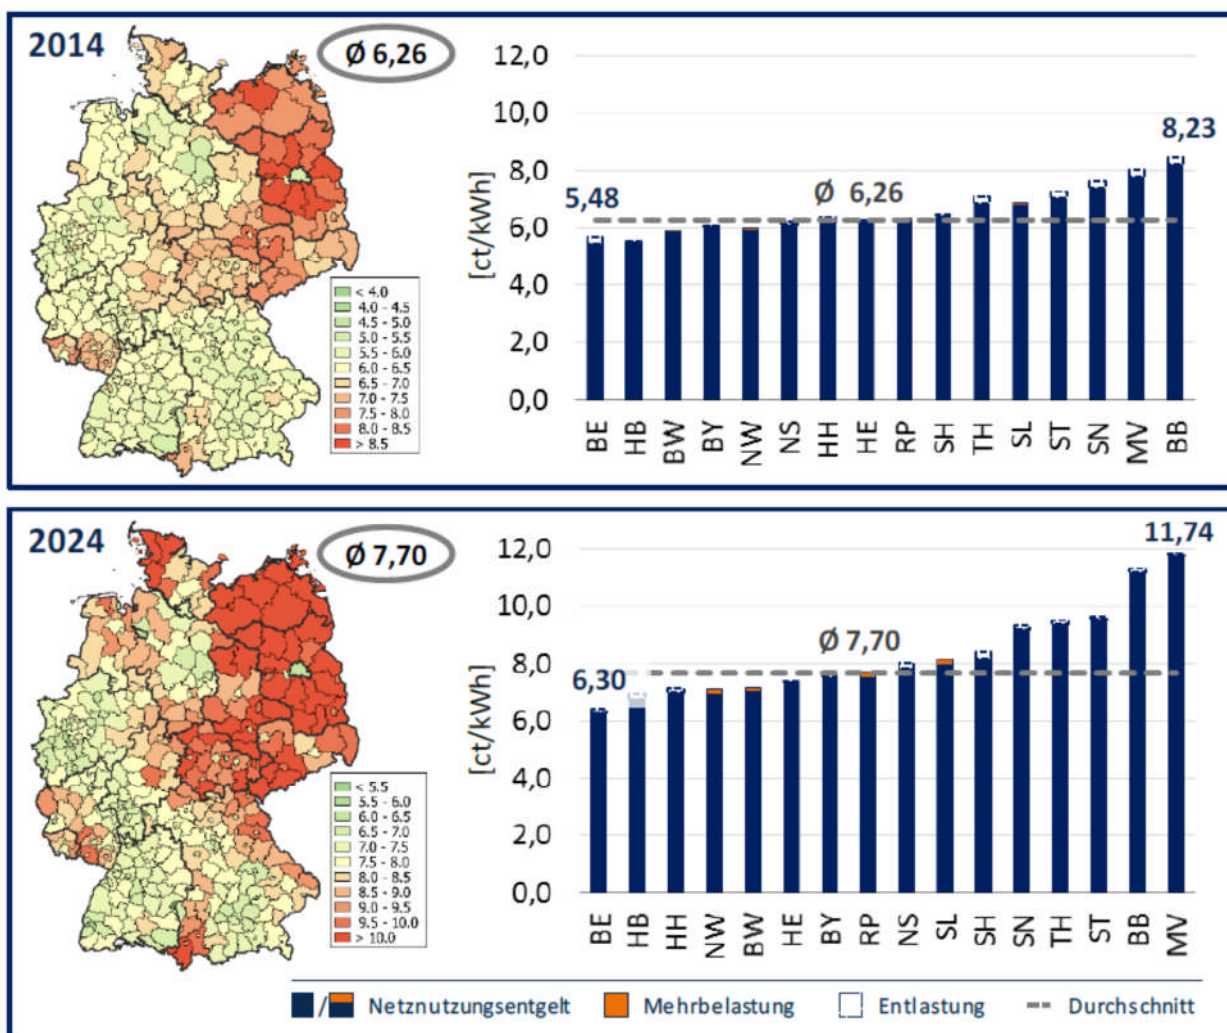 2014
Ø 6,26
< 4.0
4.0 - 4.5
4.5 - 5.0
5.0 - 5.5
5.5 - 6.0
6.0 - 6.5
6.5 - 7.0
7.0 - 7.5
7.5 - 8.0
8.0 - 8.5
> 8.5
[ct/kWh]
12,0
10,0
8,0
6,0
4,0
2,0
0,0
5,48
Ø 6,26
8,23
BE HB BW BY NW NS HH HE RP SH TH SL ST SN MV BB
2024
Ø 7,70
< 5.5
5.5 - 6.0
6.0 - 6.5
6.5 - 7.0
7.0 - 7.5
7.5 - 8.0
8.0 - 8.5
8.5 - 9.0
9.0 - 9.5
9.5 - 10.0
> 10.0
[ct/kWh]
12,0
10,0
8,0
6,0
4,0
2,0
0,0
6,30
Ø 7,70
11,74
BE HB HH NW BW HE BY RP NS SL SH SN TH ST BB MV
/ Netznutzungsentgelt Mehrbelastung Entlastung Durchschnitt